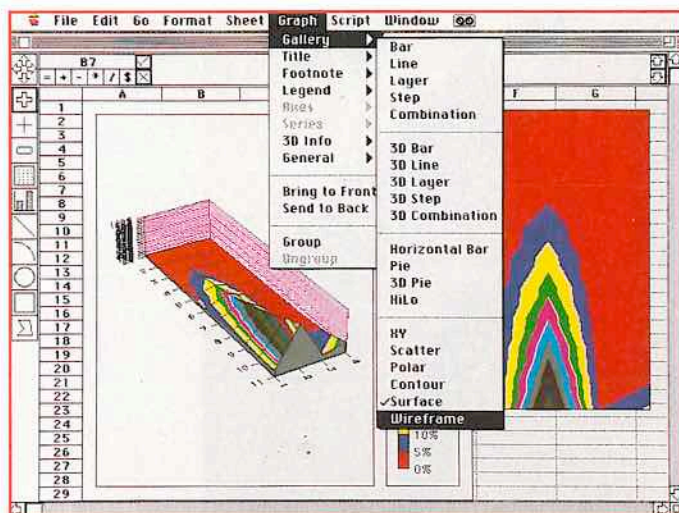 File Edit Go Format Sheet Graph Script Window
B7
= + - * / $
A B F G
Gallery
Title
Footnote
Legend
Axes
Series
3D Info
General
Bring to Front
Send to Back
Group
Ungroup
Bar
Line
Layer
Step
Combination
3D Bar
3D Line
3D Layer
3D Step
3D Combination
Horizontal Bar
Pie
3D Pie
HiLo
XY
Scatter
Polar
Contour
✓Surface
Wireframe
1
2
3
4
5
6
7
8
9
10
11
12
13
14
15
16
17
18
19
20
21
22
23
24
25
26
27
28
29
10%
5%
0%